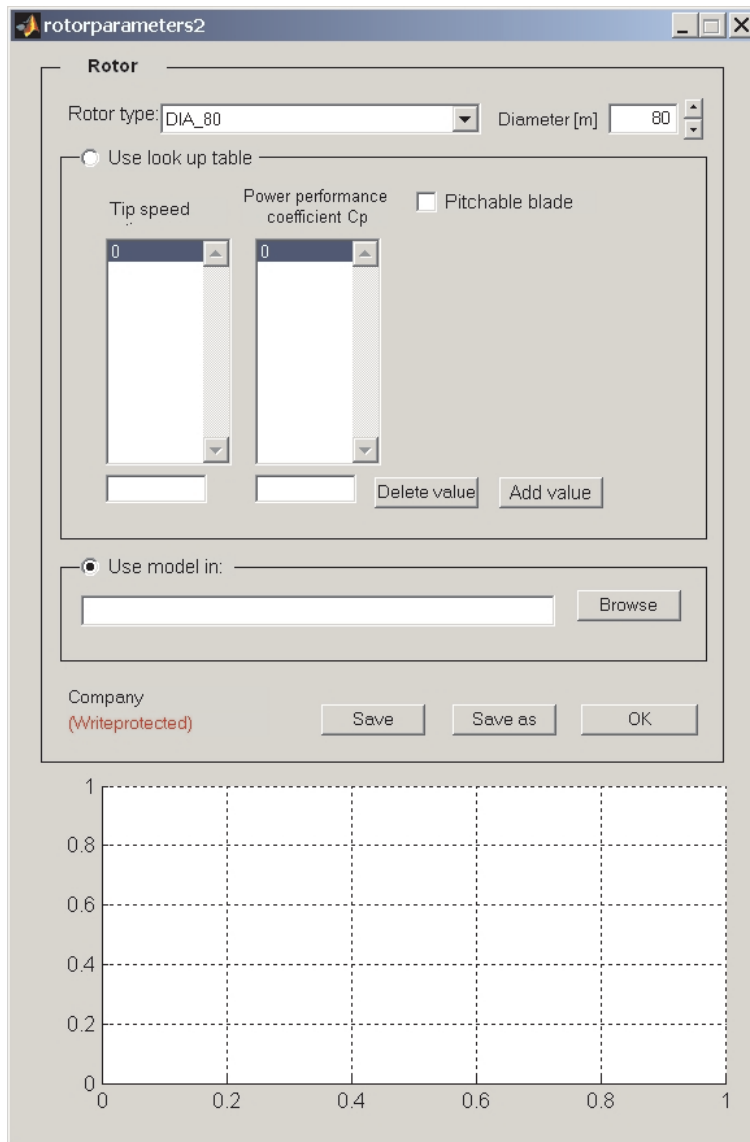 rotorparameters2
Rotor
Rotor type: DIA_80 Diameter [m] 80
Use look up table
Tip speed
Power performance
coefficient Cp
Pitchable blade
0 0
Delete value Add value
Use model in:
Browse
Company
(Writeprotected)
Save Save as OK
1
0.8
0.6
0.4
0.2
0
0 0.2 0.4 0.6 0.8 1